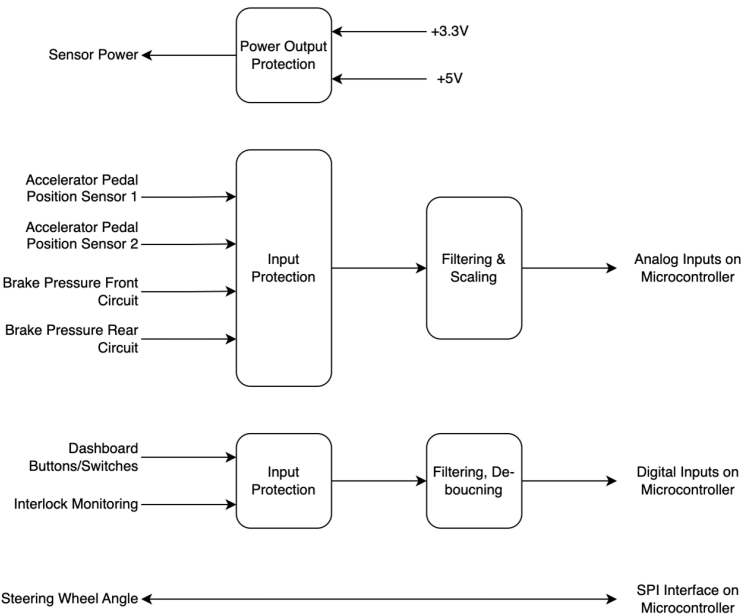 Sensor Power
Power Output
Protection
+3.3V
+5V
Accelerator Pedal
Position Sensor 1
Accelerator Pedal
Position Sensor 2
Brake Pressure Front
Circuit
Brake Pressure Rear
Circuit
Input
Protection
Filtering &
Scaling
Analog Inputs on
Microcontroller
Dashboard
Buttons/Switches
Interlock Monitoring
Input
Protection
Filtering, De-
boucning
Digital Inputs on
Microcontroller
Steering Wheel Angle
SPI Interface on
Microcontroller